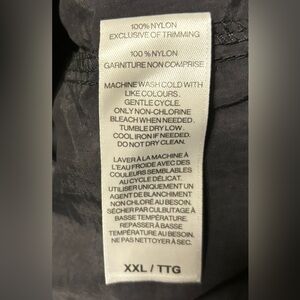 100% NYLON
EXCLUSIVE OF TRIMMING
100% NYLON
GARNITURE NON COMPRISE
MACHINE WASH COLD WITH
LIKE COLOURS.
GENTLE CYCLE.
ONLY NON-CHLORINE
BLEACH WHEN NEEDED.
TUMBLE DRY LOW.
COOL IRON IF NEEDED.
DO NOT DRY CLEAN.
LAVER À LA MACHINE À
L'EAU FROIDE AVEC DES
COULEURS SEMBLABLES
AU CYCLE DÉLICAT.
UTILISER UNIQUEMENT UN
AGENT DE BLANCHIMENT
NON CHLORÉ AU BESOIN.
SÉCHER PAR CULBUTAGE À
BASSE TEMPÉRATURE.
REPASSER À BASSE
TEMPÉRATURE AU BESOIN.
NE PAS NETTOYER À SEC.
XXL / TTG